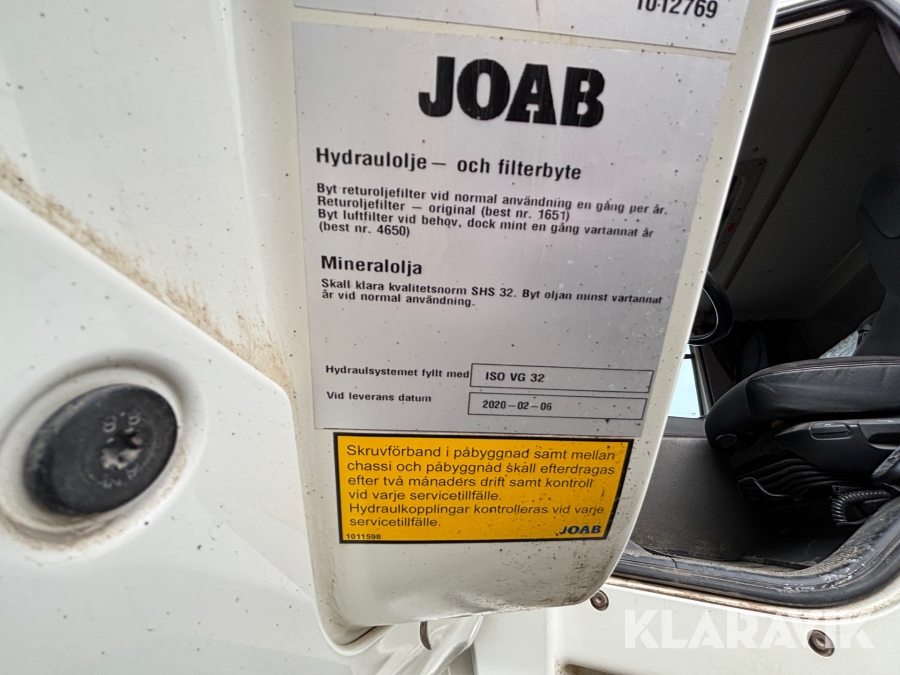 1012769
JOAB
Hydraulolje – och filterbyte
Byt returoljefilter vid normal användning en gång per år.
Returoljefilter – original (best nr. 1651)
Byt luftfilter vid behov, dock mint en gång vartannat år
(best nr. 4650)
Mineralolja
Skall klara kvalitetsnorm SHS 32. Byt oljan minst vartannat
år vid normal användning.
Hydraulsystemet fyllt med ISO VG 32
Vid leverans datum 2020-02-06
Skruvförband i påbyggnad samt mellan
chassi och påbyggnad skall efterdragas
efter två månaders drift samt kontroll
vid varje servicetillfälle.
Hydraulkopplingar kontrolleras vid varje
servicetillfälle.
JOAB
1011598
8.8
KLARAVIK